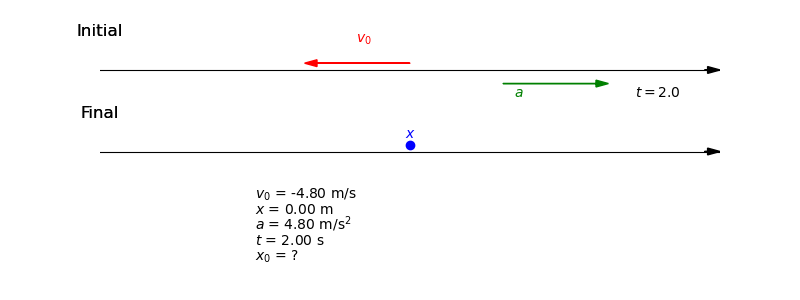 Initial
v₀
a
t = 2.0
Final
x
v₀ = -4.80 m/s
x = 0.00 m
a = 4.80 m/s²
t = 2.00 s
x₀ = ?